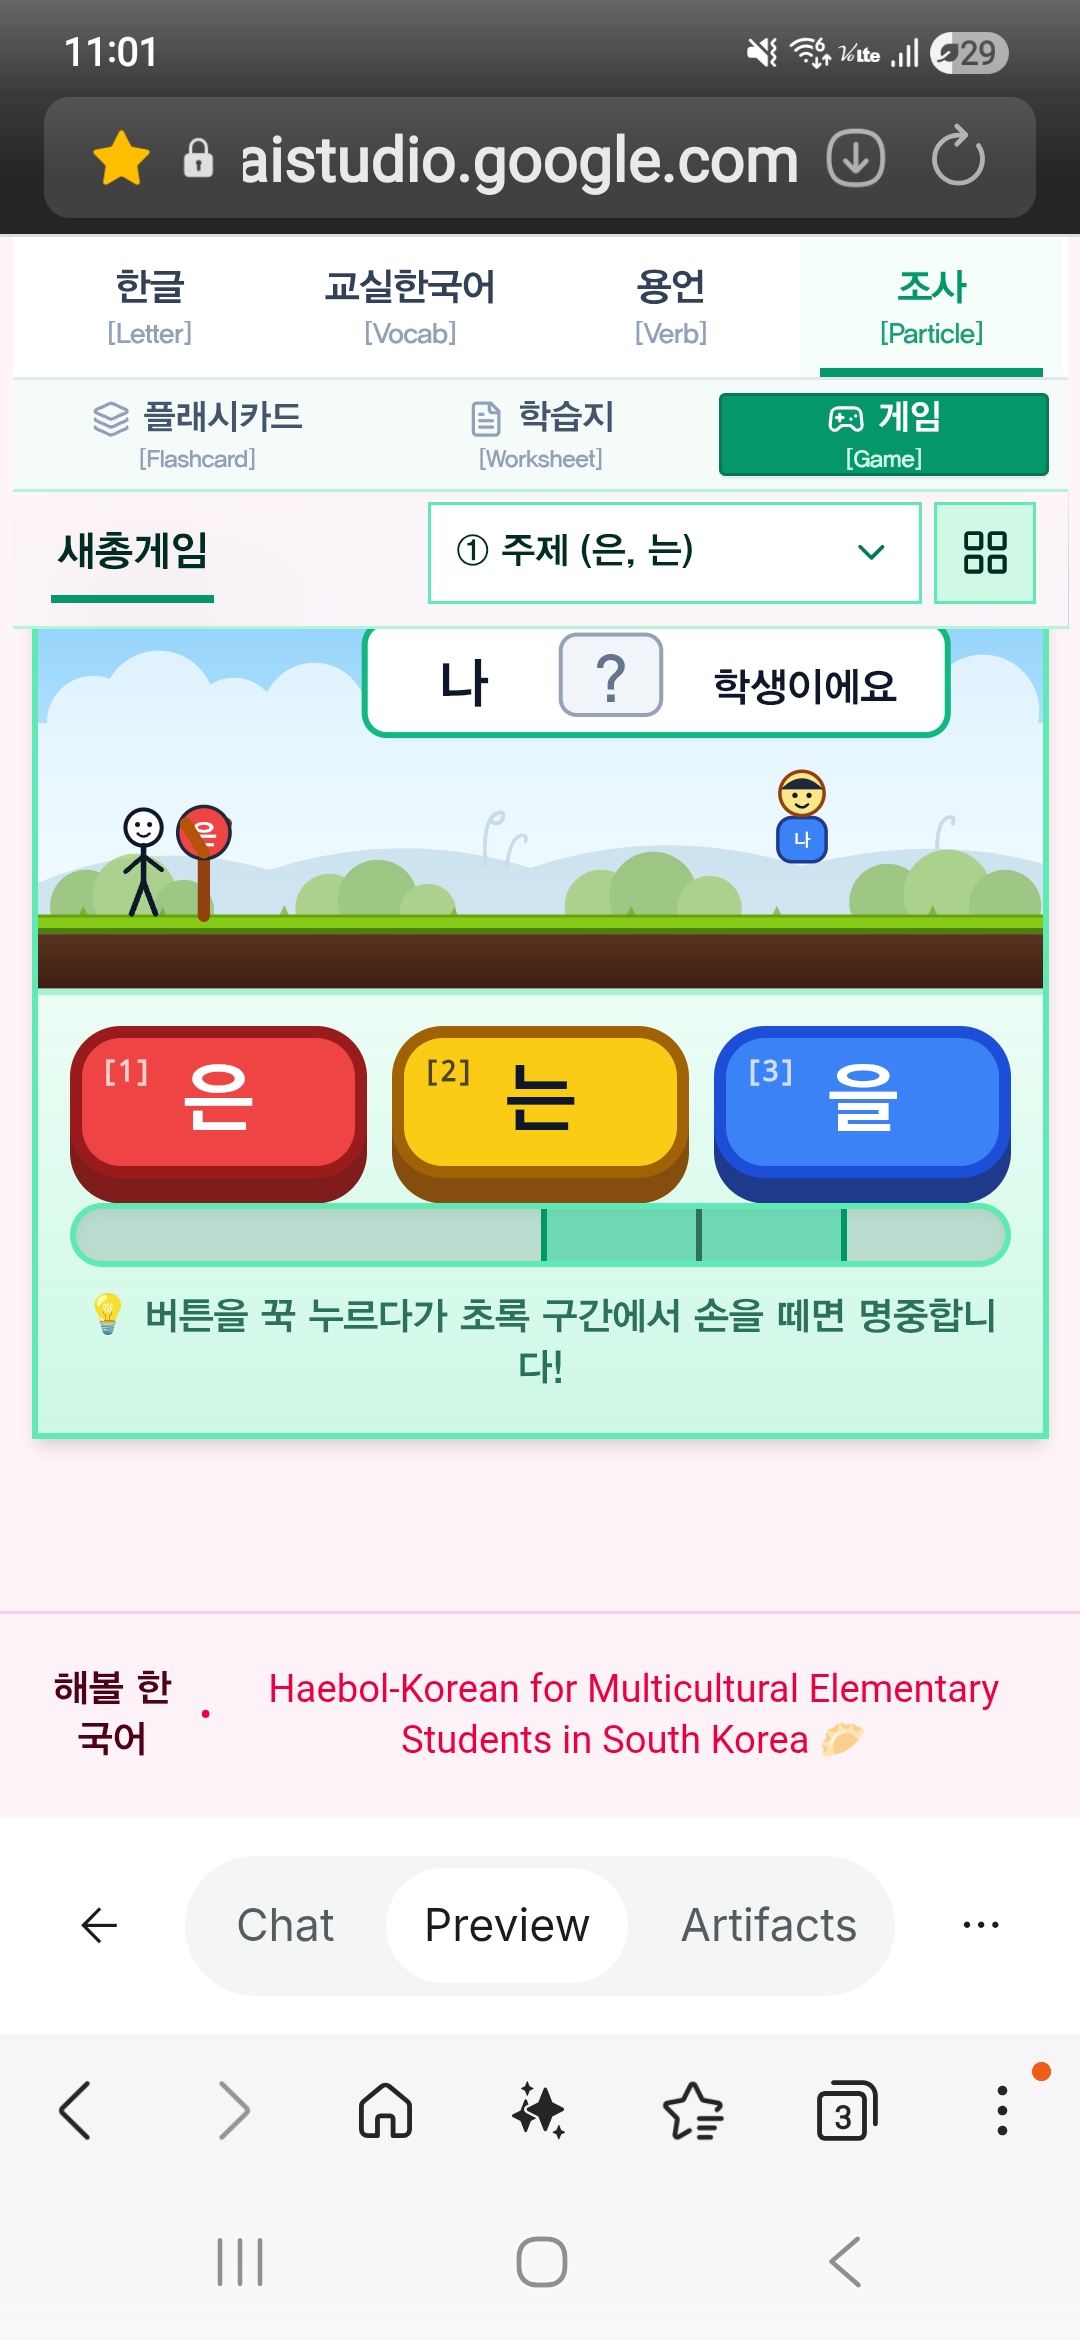 11:01
Vo lte
29
aistudio.google.com
한글
교실한국어
용언
조사
[Letter]
[Vocab]
[Verb]
[Particle]
플래시카드
학습지
게임
[Flashcard]
[Worksheet]
[Game]
새총게임
① 주제 (은, 는)
나 ? 학생이에요
은
나
[1] 은
[2] 는
[3] 을
💡 버튼을 꾹 누르다가 초록 구간에서 손을 떼면 명중합니
다!
해볼 한
국어
•
Haebol-Korean for Multicultural Elementary
Students in South Korea 🥟
Chat
Preview
Artifacts
3